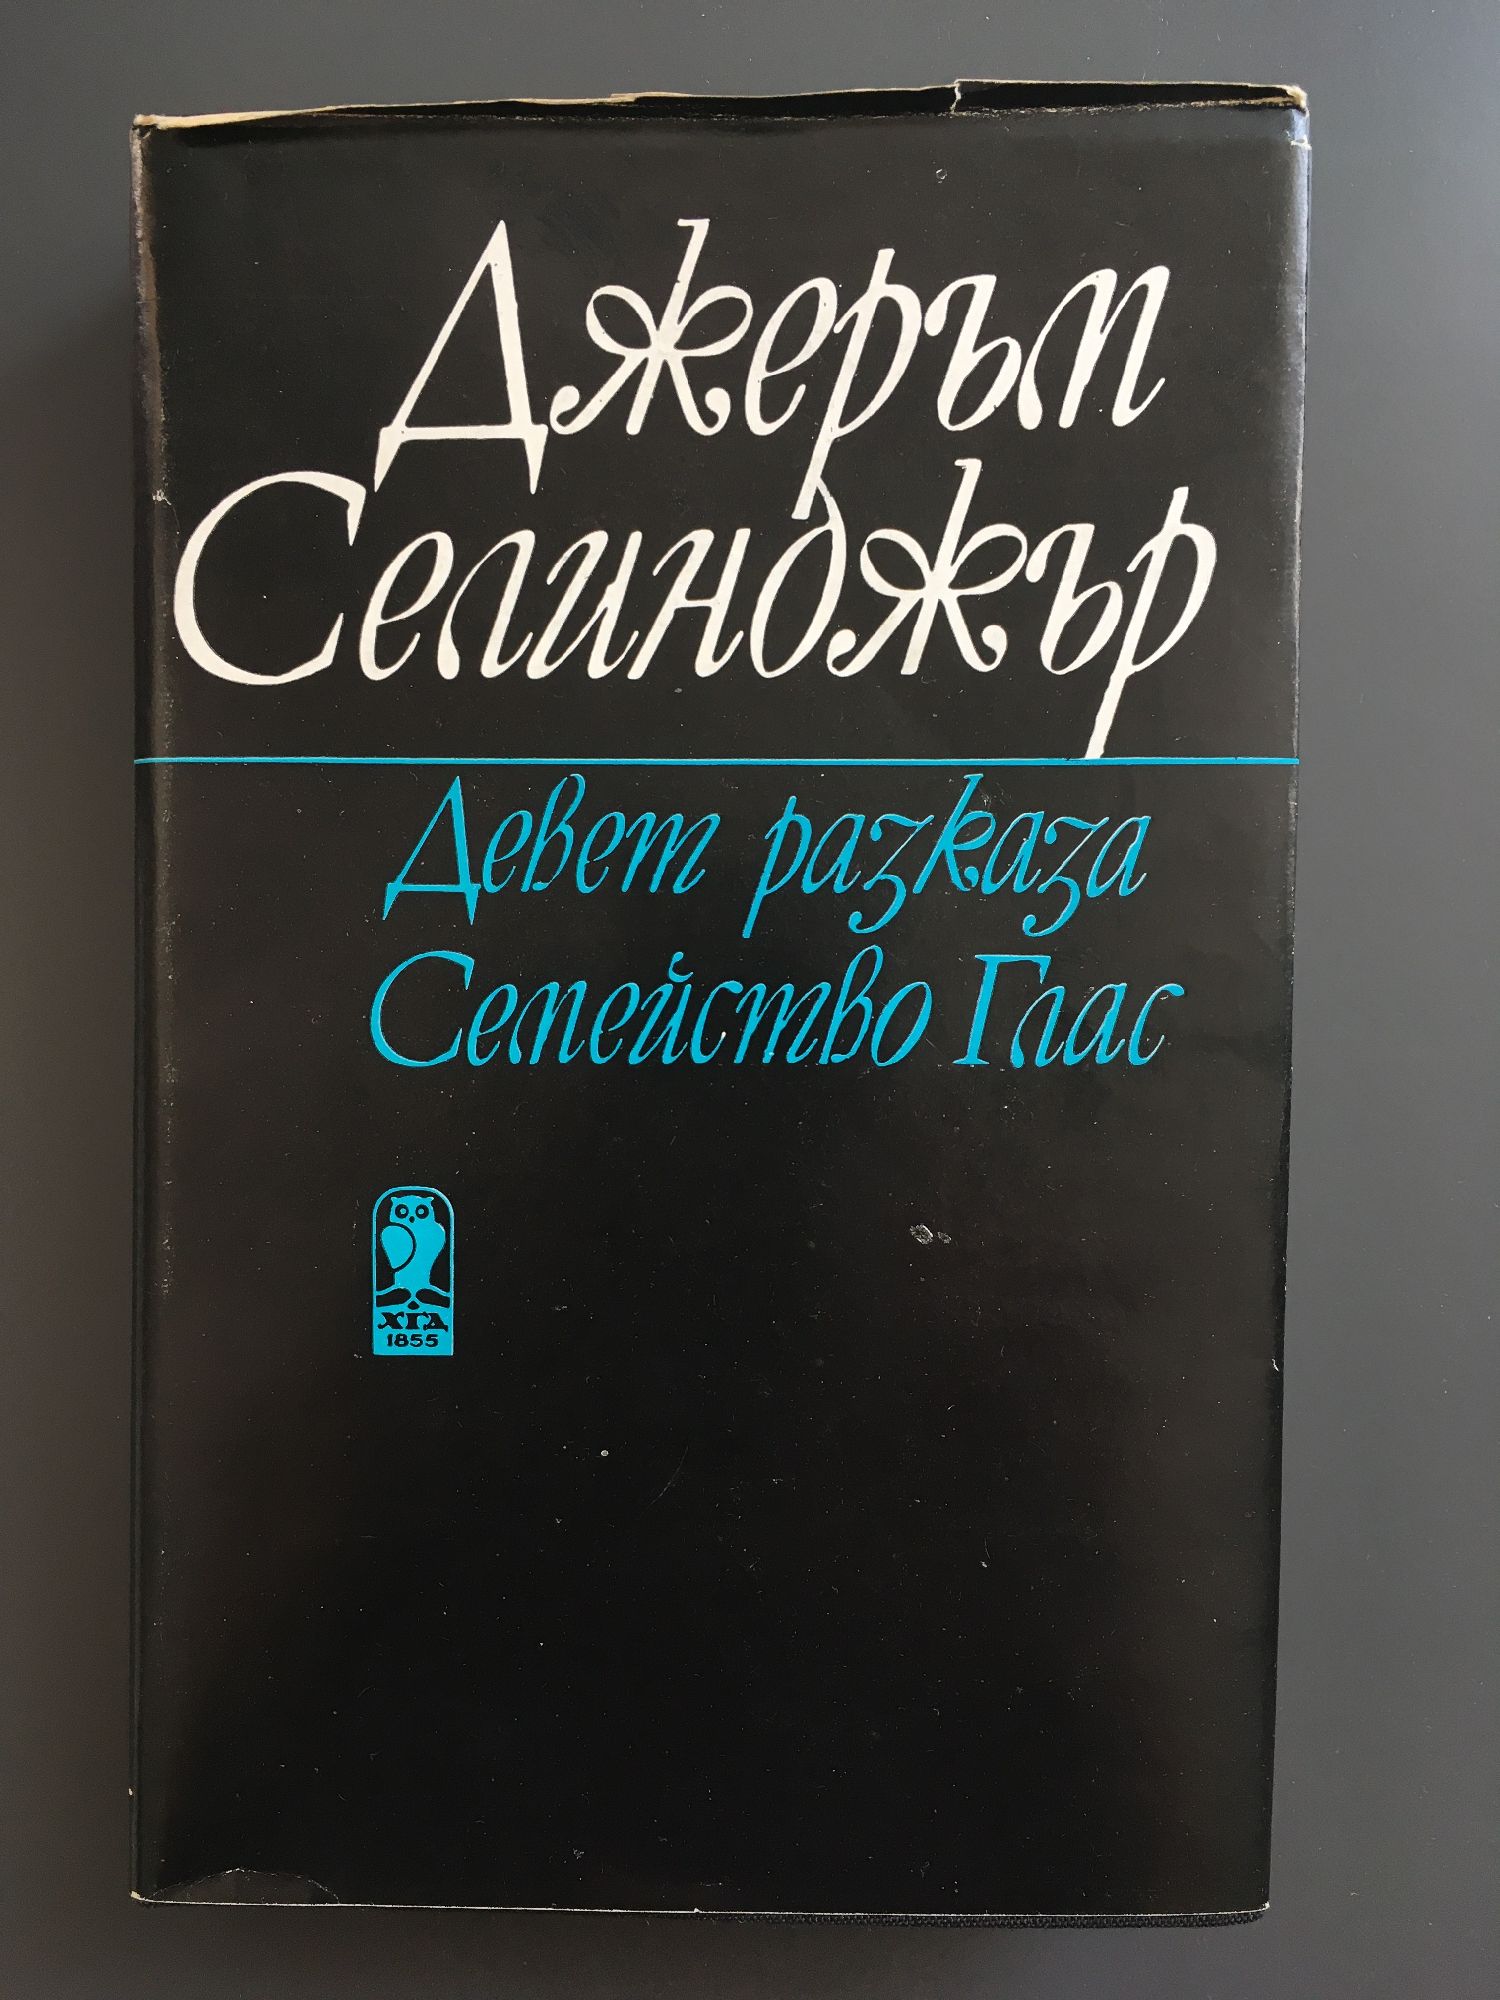 Джеръм
Селинджър
Девет разказа
Семейство Глас
ХГД
1855